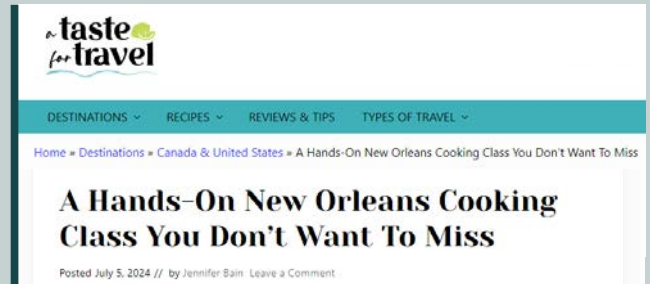 a taste
for travel
DESTINATIONS RECIPES REVIEWS & TIPS TYPES OF TRAVEL
Home » Destinations » Canada & United States » A Hands-On New Orleans Cooking Class You Don't Want To Miss
A Hands-On New Orleans Cooking
Class You Don't Want To Miss
Posted July 5, 2024 // by Jennifer Bain Leave a Comment